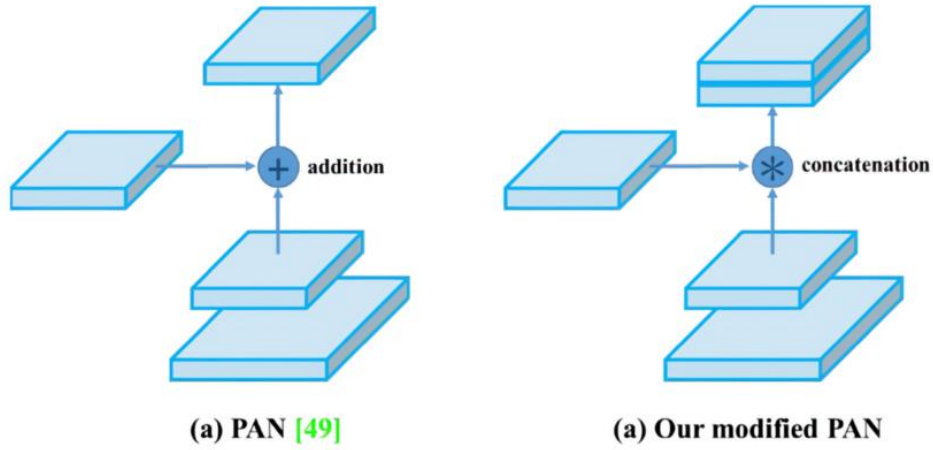 addition
concatenation
(a) PAN [49]
(a) Our modified PAN